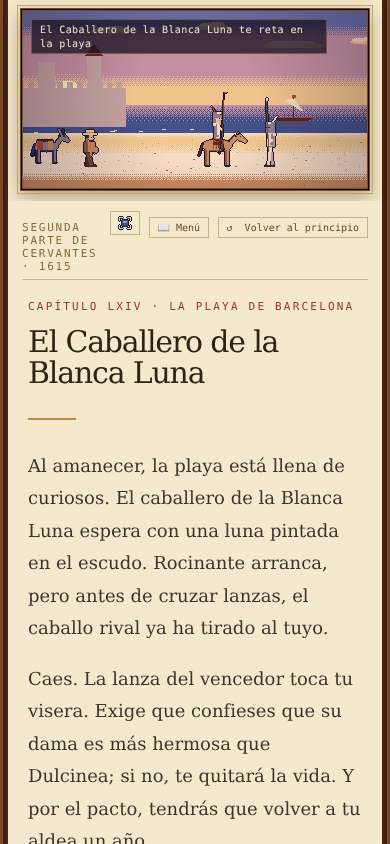 El Caballero de la Blanca Luna te reta en
la playa
SEGUNDA
PARTE DE
CERVANTES
· 1615
Menú
↺ Volver al principio
CAPÍTULO LXIV · LA PLAYA DE BARCELONA
El Caballero de la
Blanca Luna
Al amanecer, la playa está llena de
curiosos. El caballero de la Blanca
Luna espera con una luna pintada
en el escudo. Rocinante arranca,
pero antes de cruzar lanzas, el
caballo rival ya ha tirado al tuyo.
Caes. La lanza del vencedor toca tu
visera. Exige que confieses que su
dama es más hermosa que
Dulcinea; si no, te quitará la vida. Y
por el pacto, tendrás que volver a tu
aldea un año